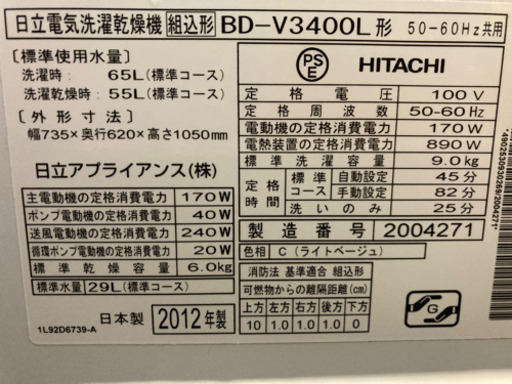 日立電気洗濯乾燥機 組込形 BD-V3400L形 50-60Hz共用
〔標準使用水量〕
洗濯時: 65L(標準コース)
洗濯乾燥時: 55L(標準コース)
〔外形寸法〕
幅735×奥行620×高さ1050mm
日立アプライアンス(株)
主電動機の定格消費電力 170W
ポンプ電動機の定格消費電力 40W
送風電動機の定格消費電力 240W
循環ポンプ電動機の定格消費電力 20W
標準乾燥容量 6.0kg
標準水量 29L(標準コース)
日本製 2012年製
1L92D6739-A
PSE HITACHI
定格電圧 100V
定格周波数 50-60Hz
電動機の定格消費電力 170W
電熱装置の定格消費電力 890W
標準洗濯容量 9.0kg
定格時間 標準コース 自動設定 45分
手動設定 82分
洗いのみ 25分
製造番号 2004271
色相 C(ライトベージュ)
消防法 基準適合 組込形
可燃物からの離隔距離(cm)
上方 左方 右方 前方 後方 下方
10 1.0 1.0 1.0 1.0 0
G
*4902530930269/2004271*